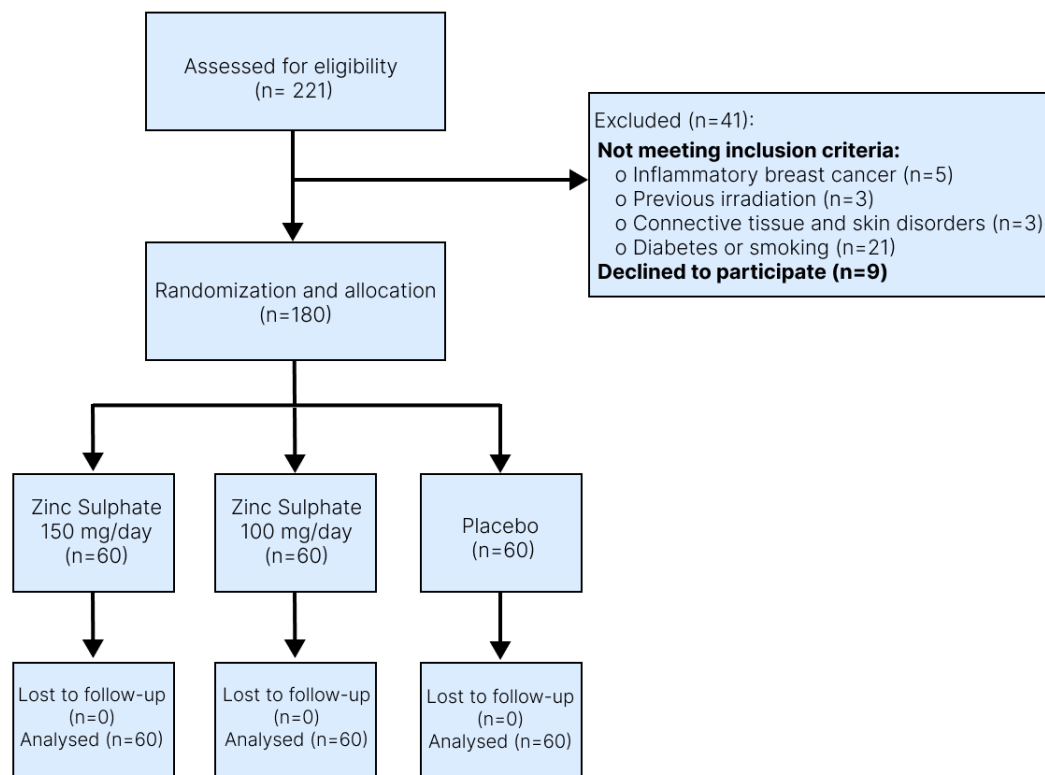 Assessed for eligibility
(n= 221)
Excluded (n=41):
Not meeting inclusion criteria:
o Inflammatory breast cancer (n=5)
o Previous irradiation (n=3)
o Connective tissue and skin disorders (n=3)
o Diabetes or smoking (n=21)
Declined to participate (n=9)
Randomization and allocation
(n=180)
Zinc Sulphate
150 mg/day
(n=60)
Zinc Sulphate
100 mg/day
(n=60)
Placebo
(n=60)
Lost to follow-up
(n=0)
Analysed (n=60)
Lost to follow-up
(n=0)
Analysed (n=60)
Lost to follow-up
(n=0)
Analysed (n=60)